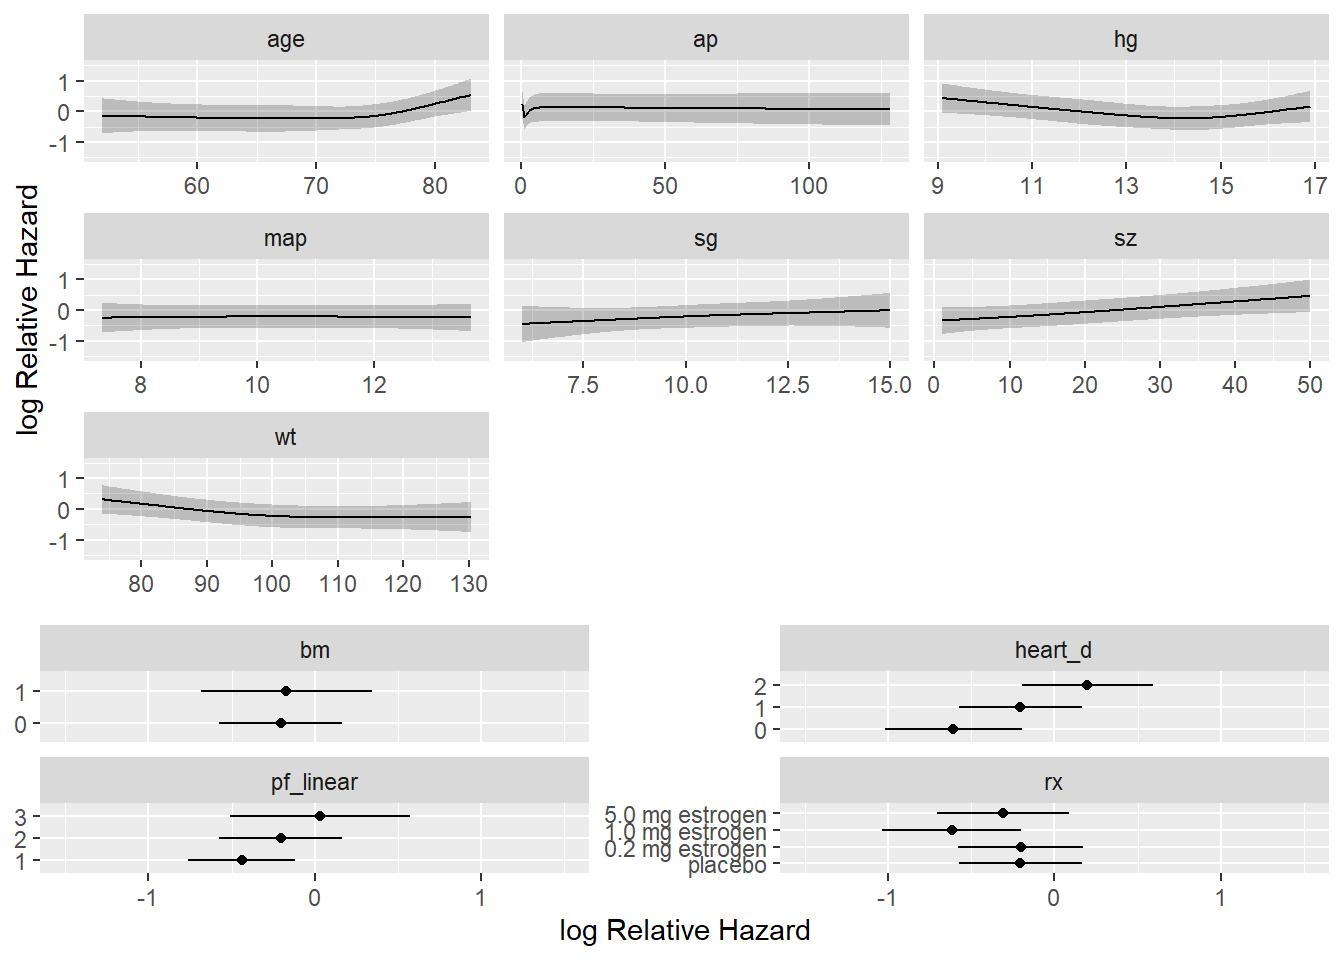 age ap hg
1
0
-1
60 70 80 0 50 100 9 11 13 15 17
map sg sz
1
0
-1
8 10 12 7.5 10.0 12.5 15.0 0 10 20 30 40 50
log Relative Hazard
wt
1
0
-1
80 90 100 110 120 130
bm heart_d
1
0
2
1
0
pf_linear rx
3
2
1
5.0 mg estrogen
1.0 mg estrogen
0.2 mg estrogen
placebo
-1 0 1 -1 0 1
log Relative Hazard